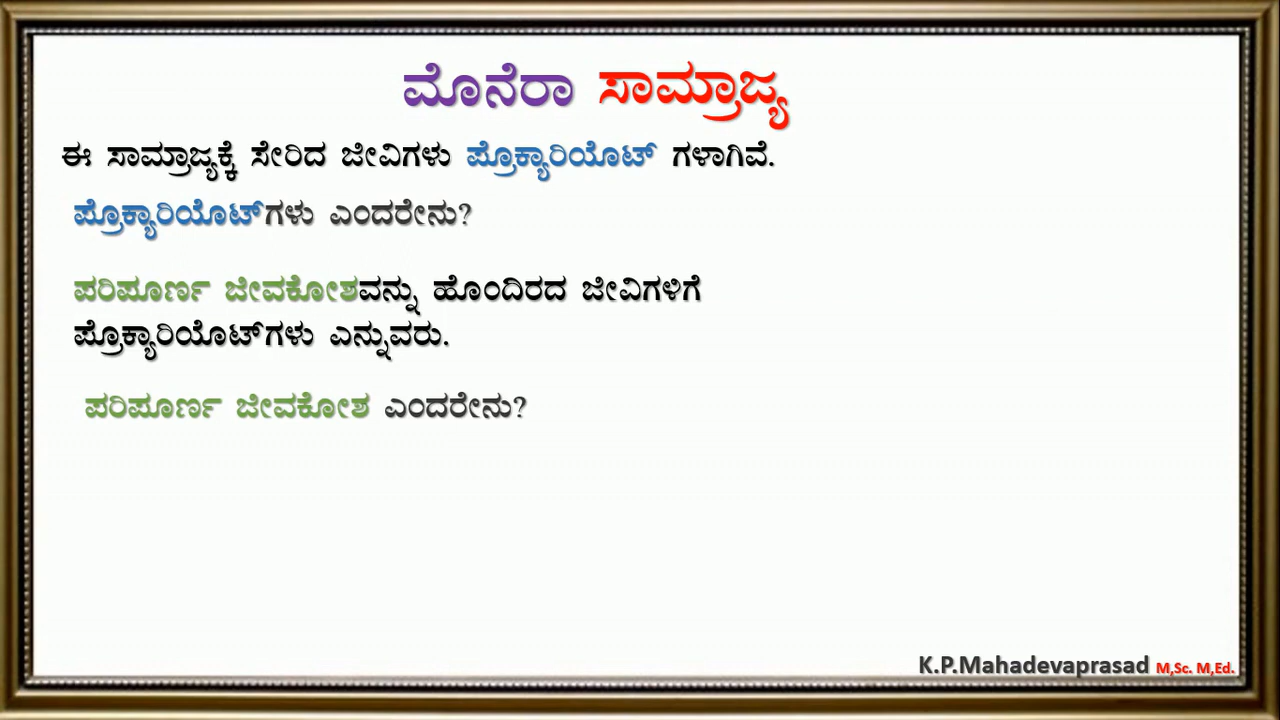 ಮೊನೆರಾ ಸಾಮ್ರಾಜ್ಯ
ಈ ಸಾಮ್ರಾಜ್ಯಕ್ಕೆ ಸೇರಿದ ಜೀವಿಗಳು ಪ್ರೊಕ್ಯಾರಿಯೊಟ್ ಗಳಾಗಿವೆ.
ಪ್ರೊಕ್ಯಾರಿಯೊಟ್‌ಗಳು ಎಂದರೇನು?
ಪರಿಪೂರ್ಣ ಜೀವಕೋಶವನ್ನು ಹೊಂದಿರದ ಜೀವಿಗಳಿಗೆ
ಪ್ರೊಕ್ಯಾರಿಯೊಟ್‌ಗಳು ಎನ್ನುವರು.
ಪರಿಪೂರ್ಣ ಜೀವಕೋಶ ಎಂದರೇನು?
K.P.Mahadevaprasad M,Sc. M,Ed.